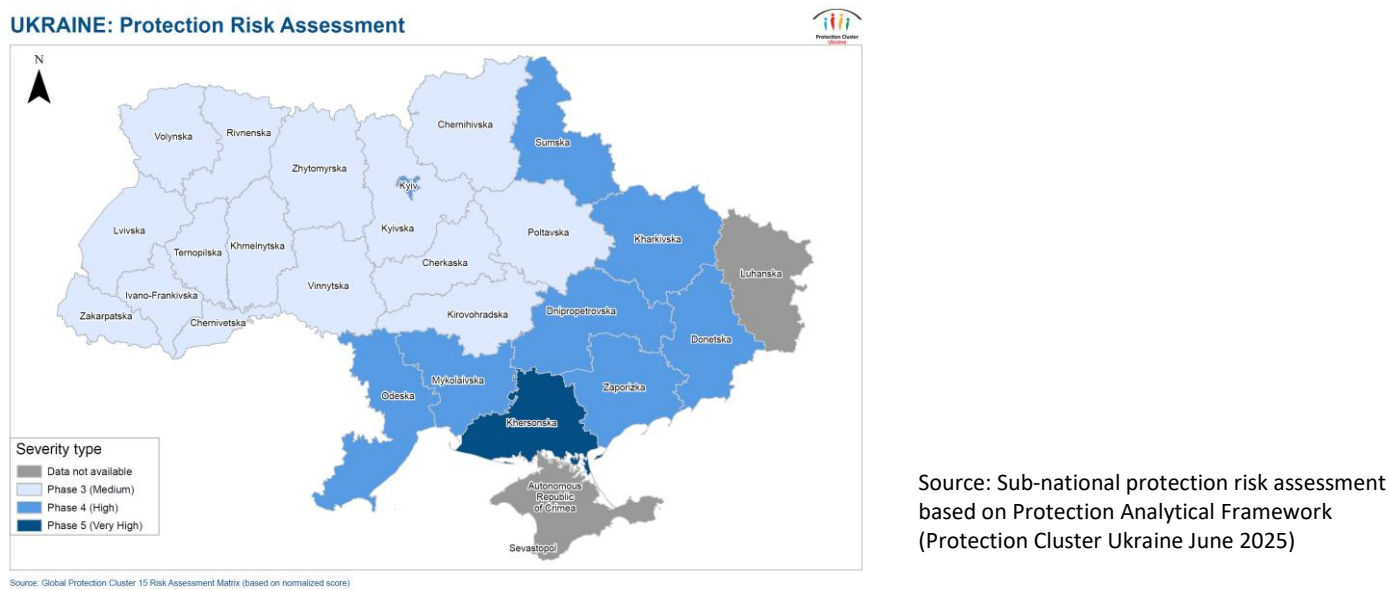 UKRAINE: Protection Risk Assessment
Protection Cluster
Ukraine
N
Chernihivska
Volynska
Rivnenska
Sumska
Zhytomyrska
Kyiv
Lvivska
Kyivska
Poltavska
Kharkivska
Ternopilska
Khmelnytska
Cherkaska
Luhanska
Vinnytska
Ivano-Frankivska
Zakarpatska
Chernivetska
Kirovohradska
Dnipropetrovska
Donetska
Mykolaivska
Zaporizka
Odeska
Khersonska
Autonomous
Republic
of Crimea
Sevastopol
Severity type
Data not available
Phase 3 (Medium)
Phase 4 (High)
Phase 5 (Very High)
Source: Global Protection Cluster 15 Risk Assessment Matrix (based on normalized score)
Source: Sub-national protection risk assessment
based on Protection Analytical Framework
(Protection Cluster Ukraine June 2025)